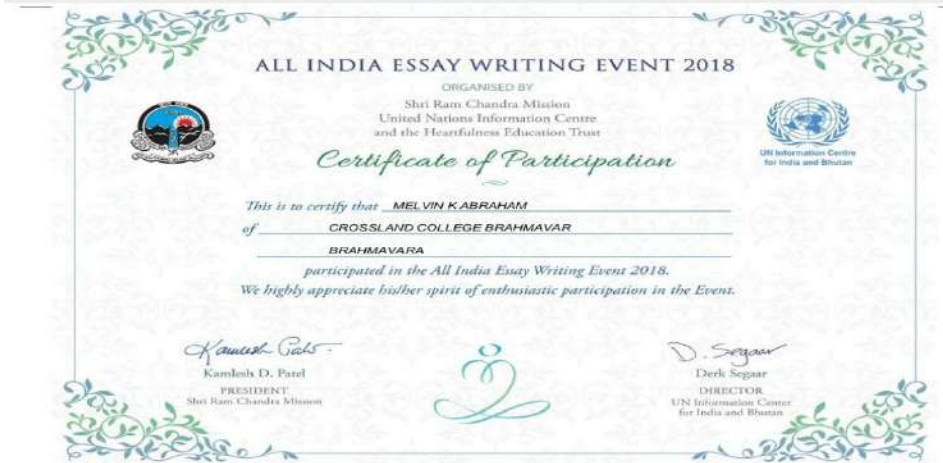 ALL INDIA ESSAY WRITING EVENT 2018
ORGANISED BY
Shri Ram Chandra Mission
United Nations Information Centre
and the Heartfulness Education Trust
UN Information Centre
for India and Bhutan
Certificate of Participation
This is to certify that MELVIN K ABRAHAM
of CROSSLAND COLLEGE BRAHMAVAR
BRAHMAVARA
participated in the All India Essay Writing Event 2018.
We highly appreciate his/her spirit of enthusiastic participation in the Event.
Kamlesh D. Patel
PRESIDENT
Shri Ram Chandra Mission
D. Segaar
Derk Segaar
DIRECTOR
UN Information Center
for India and Bhutan